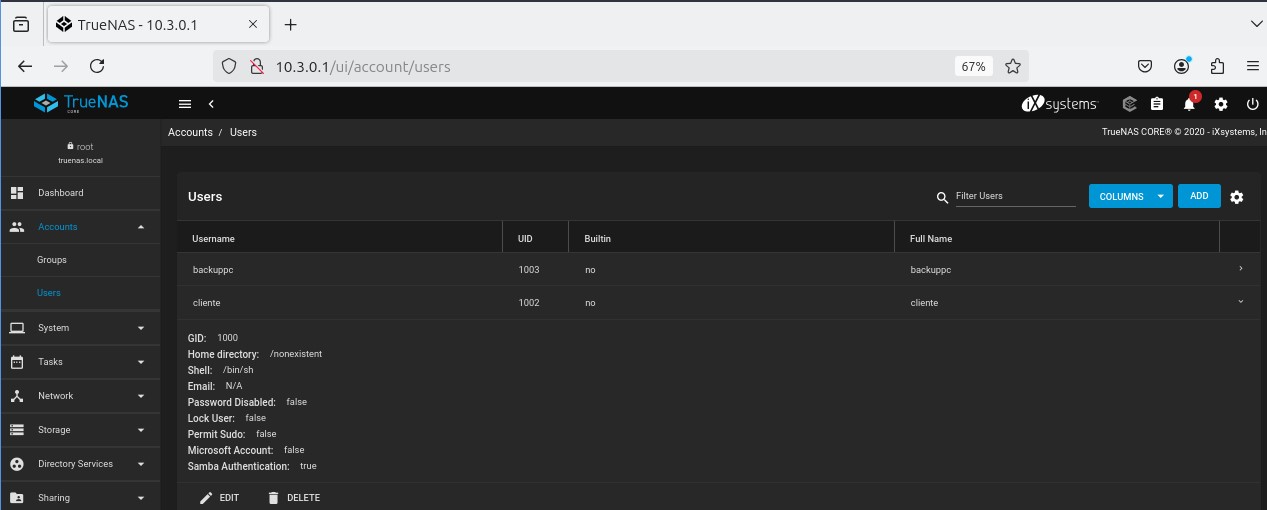 TrueNAS - 10.3.0.1
10.3.0.1/ui/account/users
67%
TrueNAS
CORE
iX systems
1
root
truenas.local
Accounts / Users
TrueNAS CORE® © 2020 - iXsystems, In
Dashboard
Accounts
Groups
Users
System
Tasks
Network
Storage
Directory Services
Sharing
Users
Filter Users
COLUMNS
ADD
Username UID Builtin Full Name
backuppc 1003 no backuppc
cliente 1002 no cliente
GID: 1000
Home directory: /nonexistent
Shell: /bin/sh
Email: N/A
Password Disabled: false
Lock User: false
Permit Sudo: false
Microsoft Account: false
Samba Authentication: true
EDIT DELETE